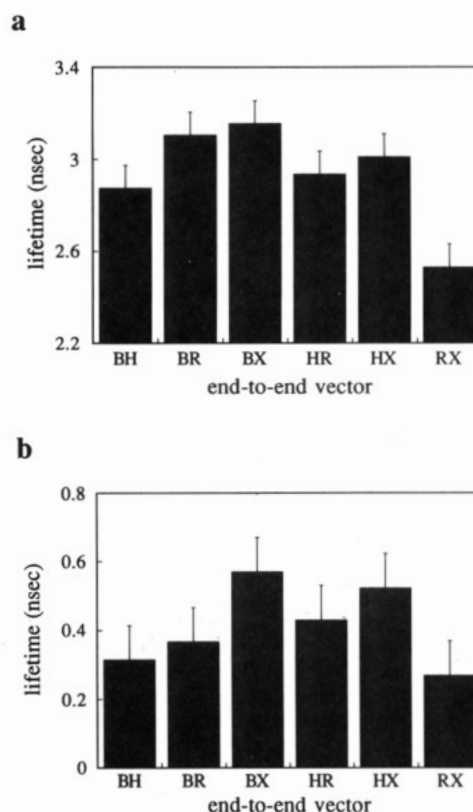 a
3.4
3
2.6
2.2
lifetime (nsec)
BH BR BX HR HX RX
end-to-end vector
b
0.8
0.6
0.4
0.2
0
lifetime (nsec)
BH BR BX HR HX RX
end-to-end vector